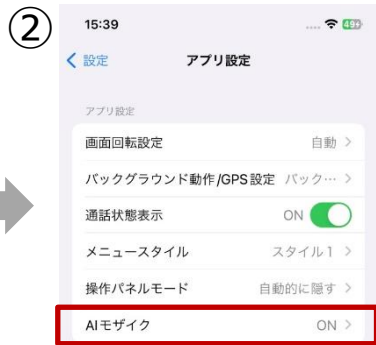 ②
15:39
49
設定
アプリ設定
アプリ設定
画面回転設定 自動
バックグラウンド動作/GPS設定 バック…
通話状態表示 ON
メニュースタイル スタイル1
操作パネルモード 自動的に隠す
AIモザイク ON